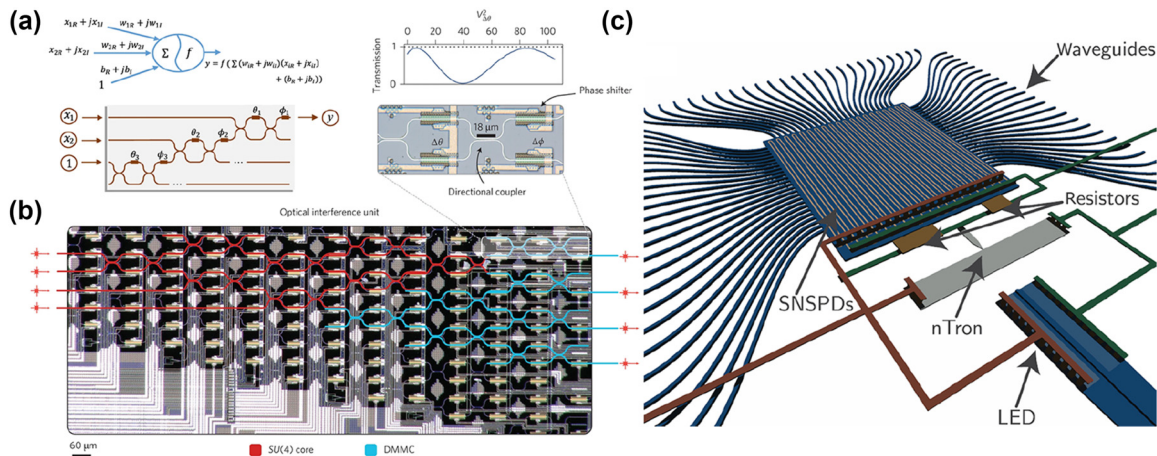 (a)
x1R + jx1I
w1R + jw1I
x2R + jx2I
w2R + jw2I
bR + jbI
1
Σ
f
y = f ( Σ(wiR + jwiI)(xiR + jxiI)
+ (bR + jbI))
x1
x2
1
θ1
ϕ1
θ2
ϕ2
θ3
ϕ3
...
....
y
V²Δθ
0 20 40 60 80 100
Transmission
1
0
Phase shifter
18 μm
Δθ
Δϕ
Directional coupler
(b)
Optical interference unit
60 μm
SU(4) core
DMMC
(c)
Waveguides
Resistors
SNSPDs
nTron
LED